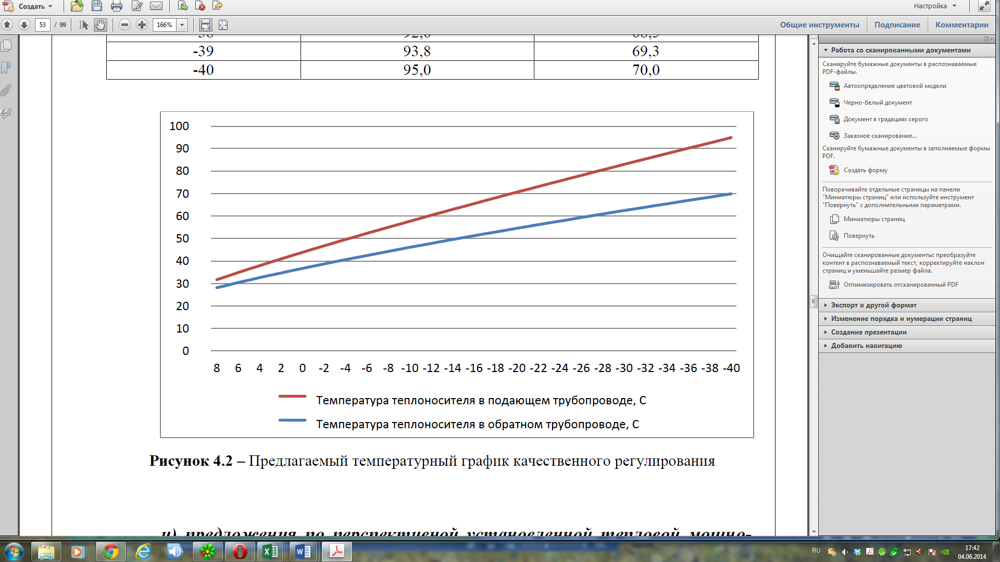 Создать
Настройка
53 / 99
166%
Общие инструменты
Подписание
Комментарии
-39 93,8 69,3
-40 95,0 70,0
100
90
80
70
60
50
40
30
20
10
0
8 6 4 2 0 -2 -4 -6 -8 -10 -12 -14 -16 -18 -20 -22 -24 -26 -28 -30 -32 -34 -36 -38 -40
Температура теплоносителя в подающем трубопроводе, С
Температура теплоносителя в обратном трубопроводе, С
Рисунок 4.2 – Предлагаемый температурный график качественного регулирования
и) предложения по перспективной установленной тепловой мощно-
Работа со сканированными документами
Сканируйте бумажные документы в распознаваемые
PDF-файлы.
Автоопределение цветовой модели
Черно-белый документ
Документ в градациях серого
Заказное сканирование...
Сканируйте бумажные документы в заполняемые формы
PDF.
Создать форму
Поворачивайте отдельные страницы на панели
"Миниатюры страниц" или используйте инструмент
"Повернуть" с дополнительными параметрами.
Миниатюры страниц
Повернуть
Очищайте сканированные документы: преобразуйте
контент в распознаваемый текст, корректируйте наклон
страниц и уменьшайте размер файла.
Оптимизировать отсканированный PDF
Экспорт в другой формат
Изменение порядка и нумерации страниц
Создание презентации
Добавить навигацию
RU
17:42
04.06.2014